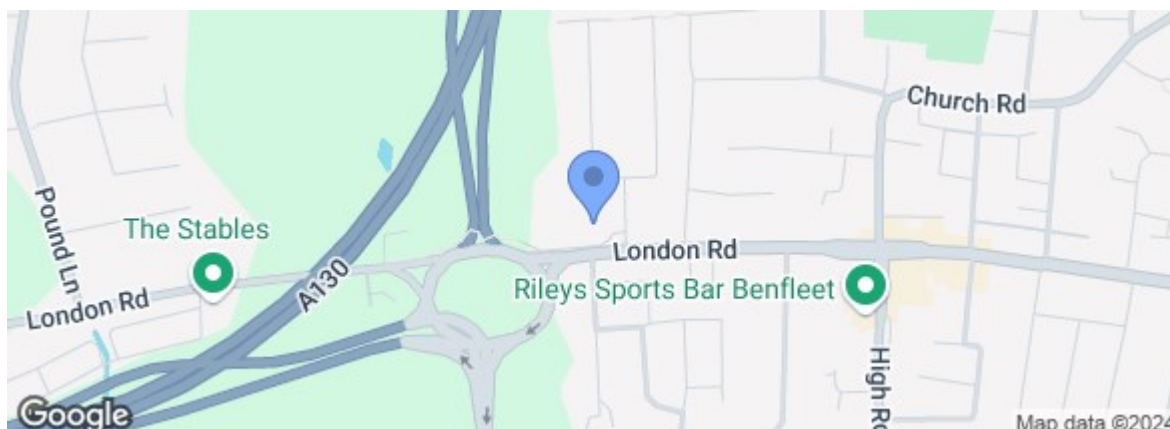 Church Rd
Pound Ln
The Stables
London Rd
London Rd
A130
Rileys Sports Bar Benfleet
High Rd
Google
Map data ©2024